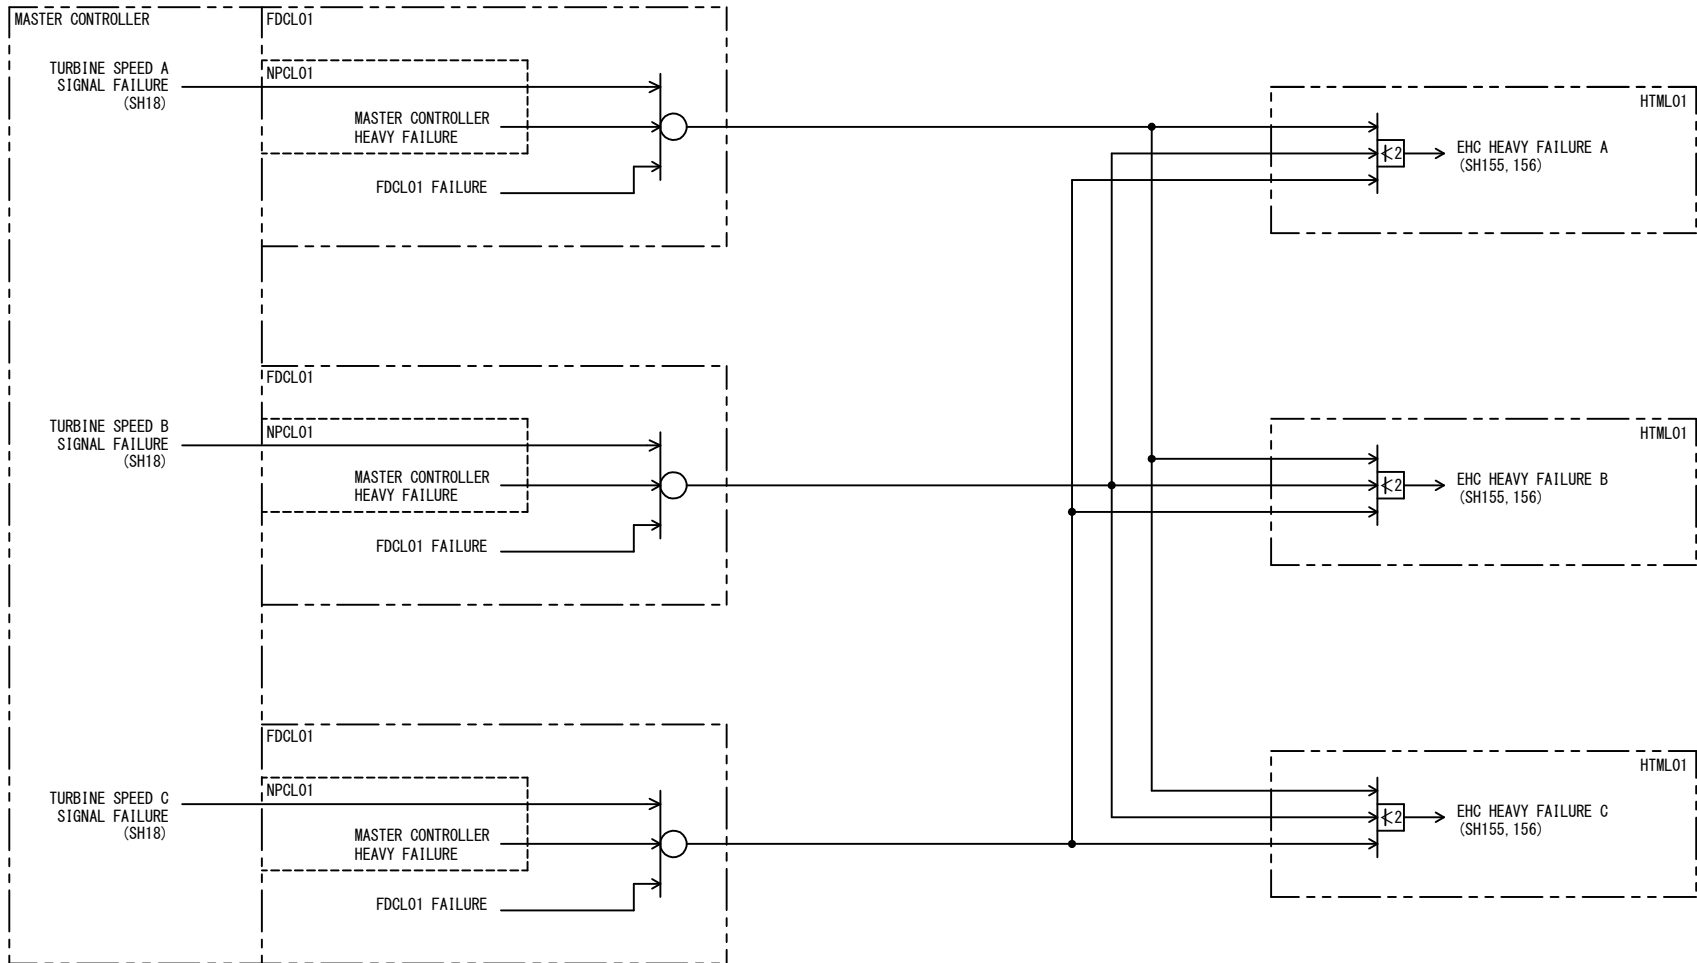 MASTER CONTROLLER
FDCL01
TURBINE SPEED A
SIGNAL FAILURE
(SH18)
NPCL01
MASTER CONTROLLER
HEAVY FAILURE
FDCL01 FAILURE
HTML01
≮2
EHC HEAVY FAILURE A
(SH155, 156)
FDCL01
TURBINE SPEED B
SIGNAL FAILURE
(SH18)
NPCL01
MASTER CONTROLLER
HEAVY FAILURE
FDCL01 FAILURE
HTML01
≮2
EHC HEAVY FAILURE B
(SH155, 156)
FDCL01
TURBINE SPEED C
SIGNAL FAILURE
(SH18)
NPCL01
MASTER CONTROLLER
HEAVY FAILURE
FDCL01 FAILURE
HTML01
≮2
EHC HEAVY FAILURE C
(SH155, 156)